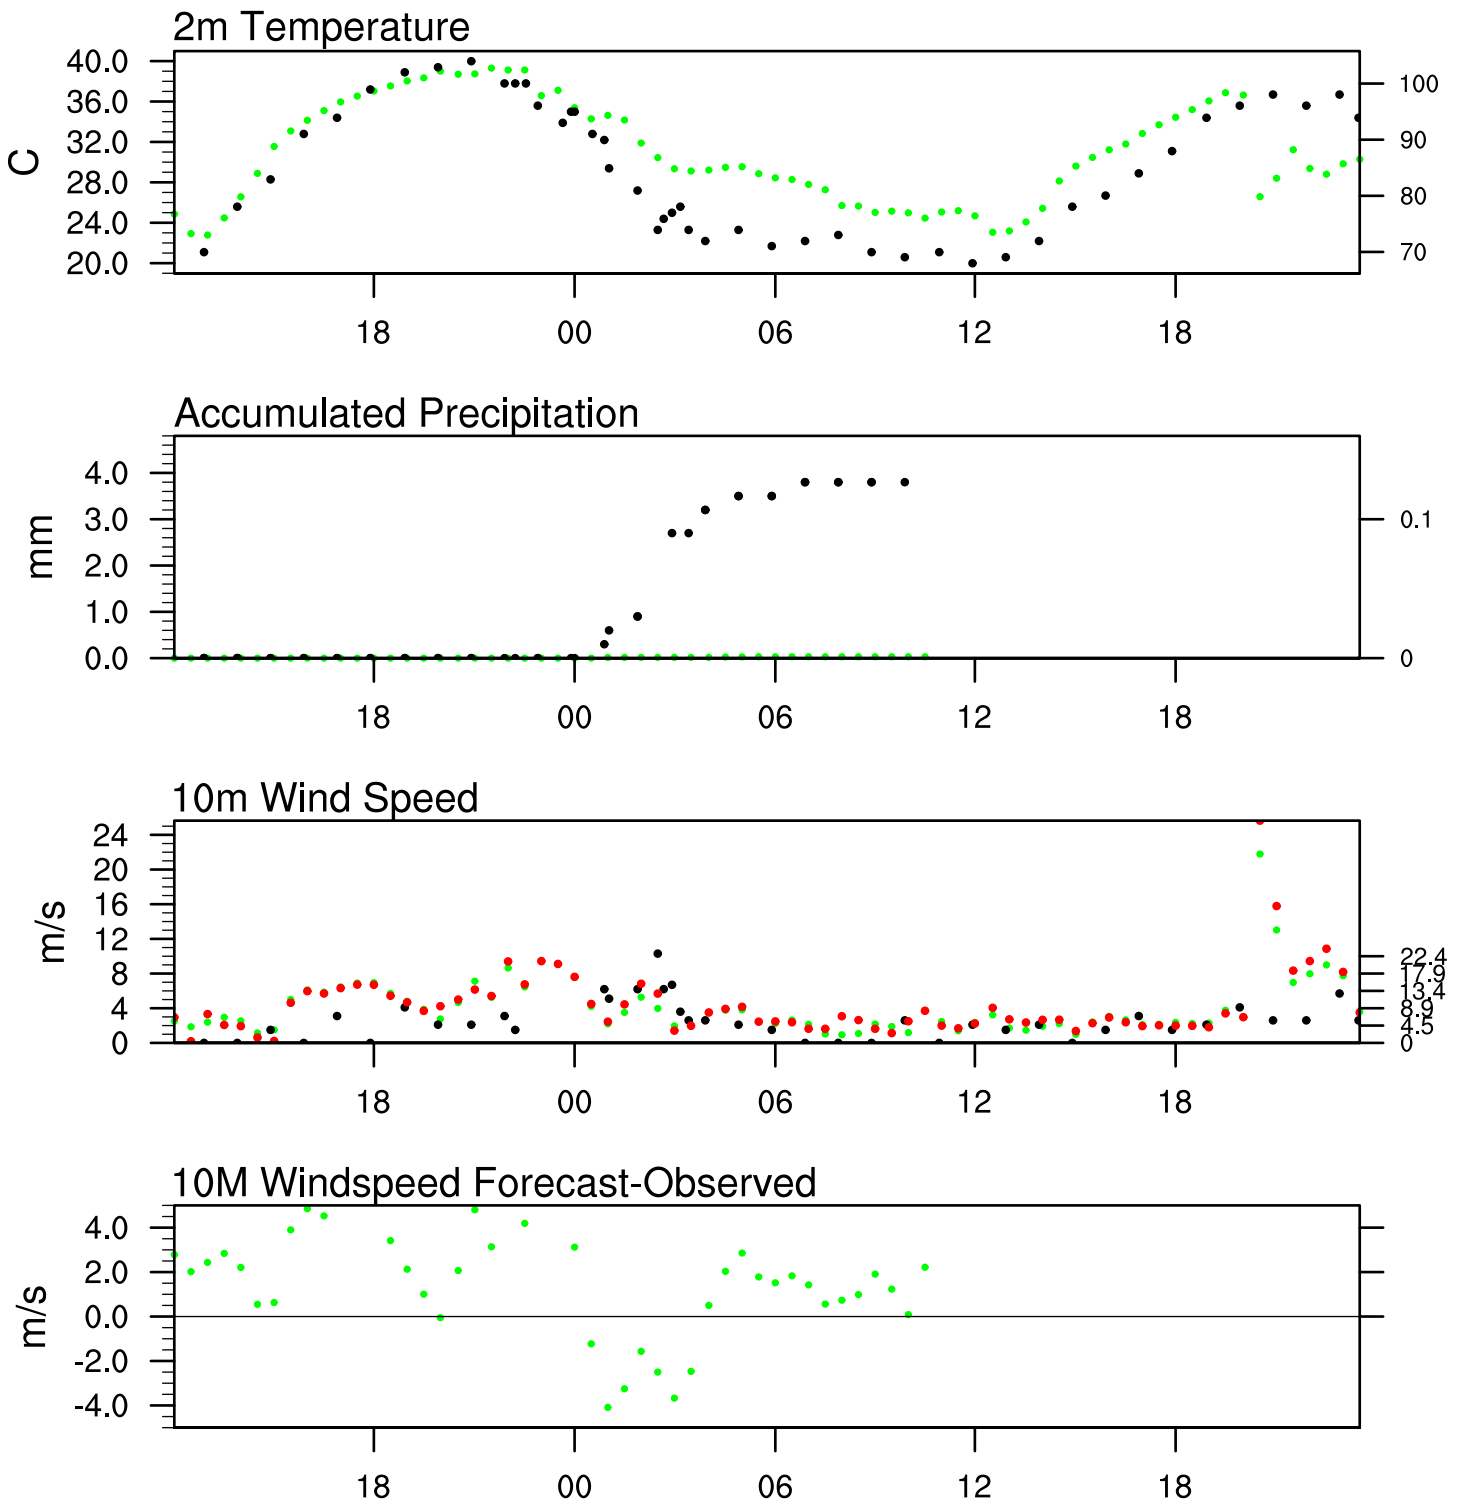 2m Temperature
40.0
36.0
32.0
28.0
24.0
20.0
C
100
90
80
70
18 00 06 12 18
Accumulated Precipitation
4.0
3.0
2.0
1.0
0.0
mm
0.1
0
18 00 06 12 18
10m Wind Speed
24
20
16
12
8
4
0
m/s
22.4
17.9
13.4
8.9
4.5
0
18 00 06 12 18
10M Windspeed Forecast-Observed
4.0
2.0
0.0
-2.0
-4.0
m/s
18 00 06 12 18